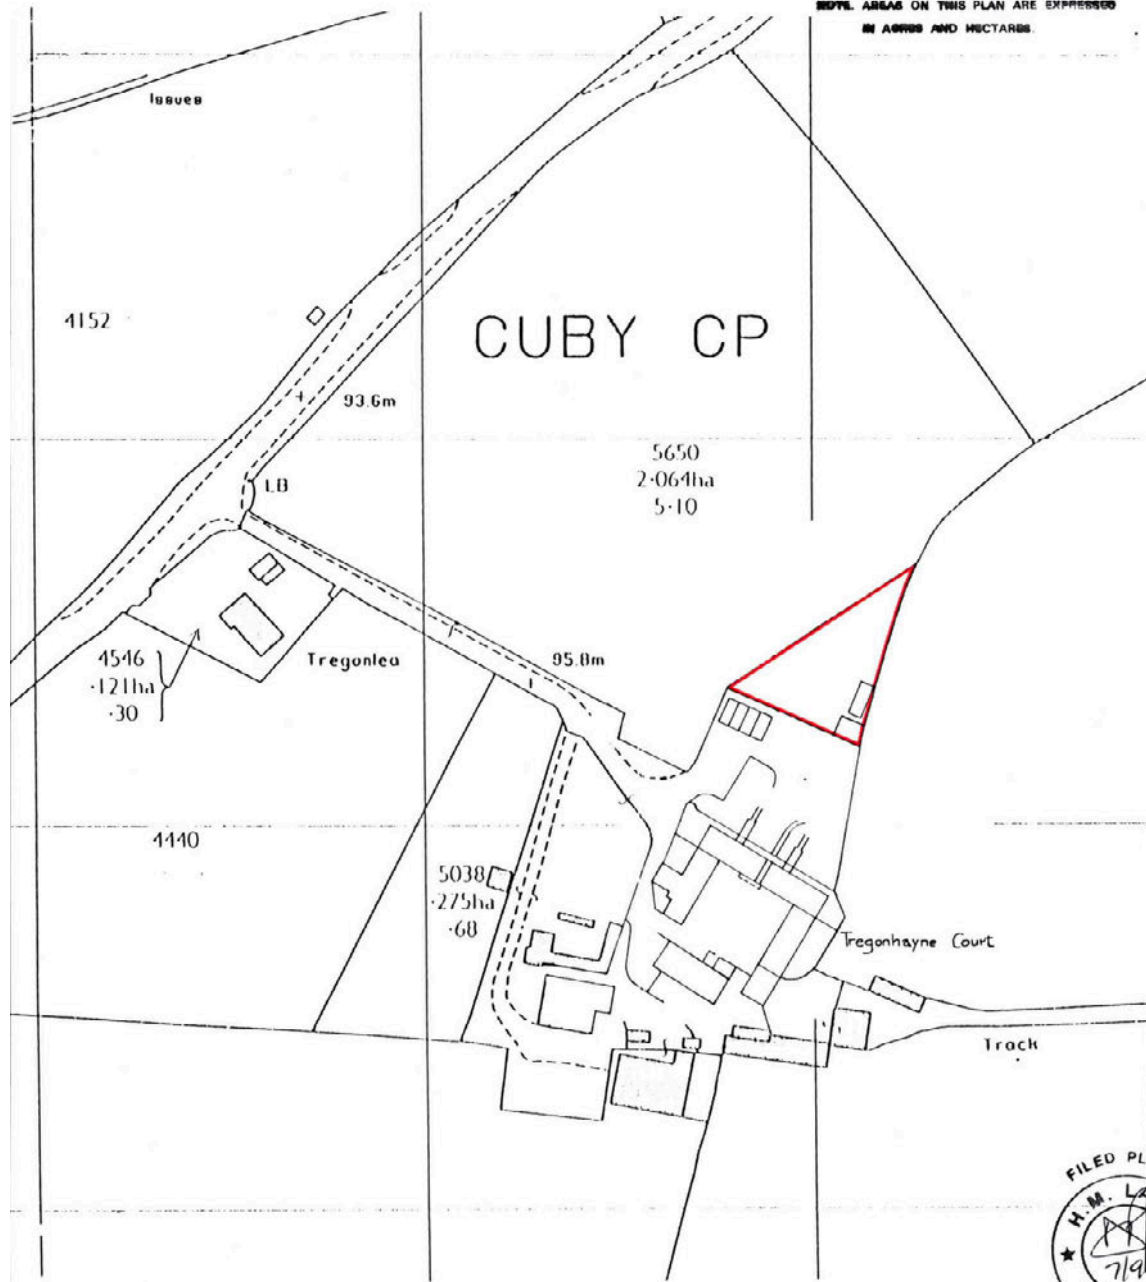 NOTE. AREAS ON THIS PLAN ARE EXPRESSED
IN ACRES AND HECTARES.
Issues
4152
CUBY CP
93.6m
5650
2·064ha
5·10
LB
4546
·121ha
·30
Tregonlea
95.8m
4440
5038
·275ha
·68
Tregonhayne Court
Track
FILED
H.M.